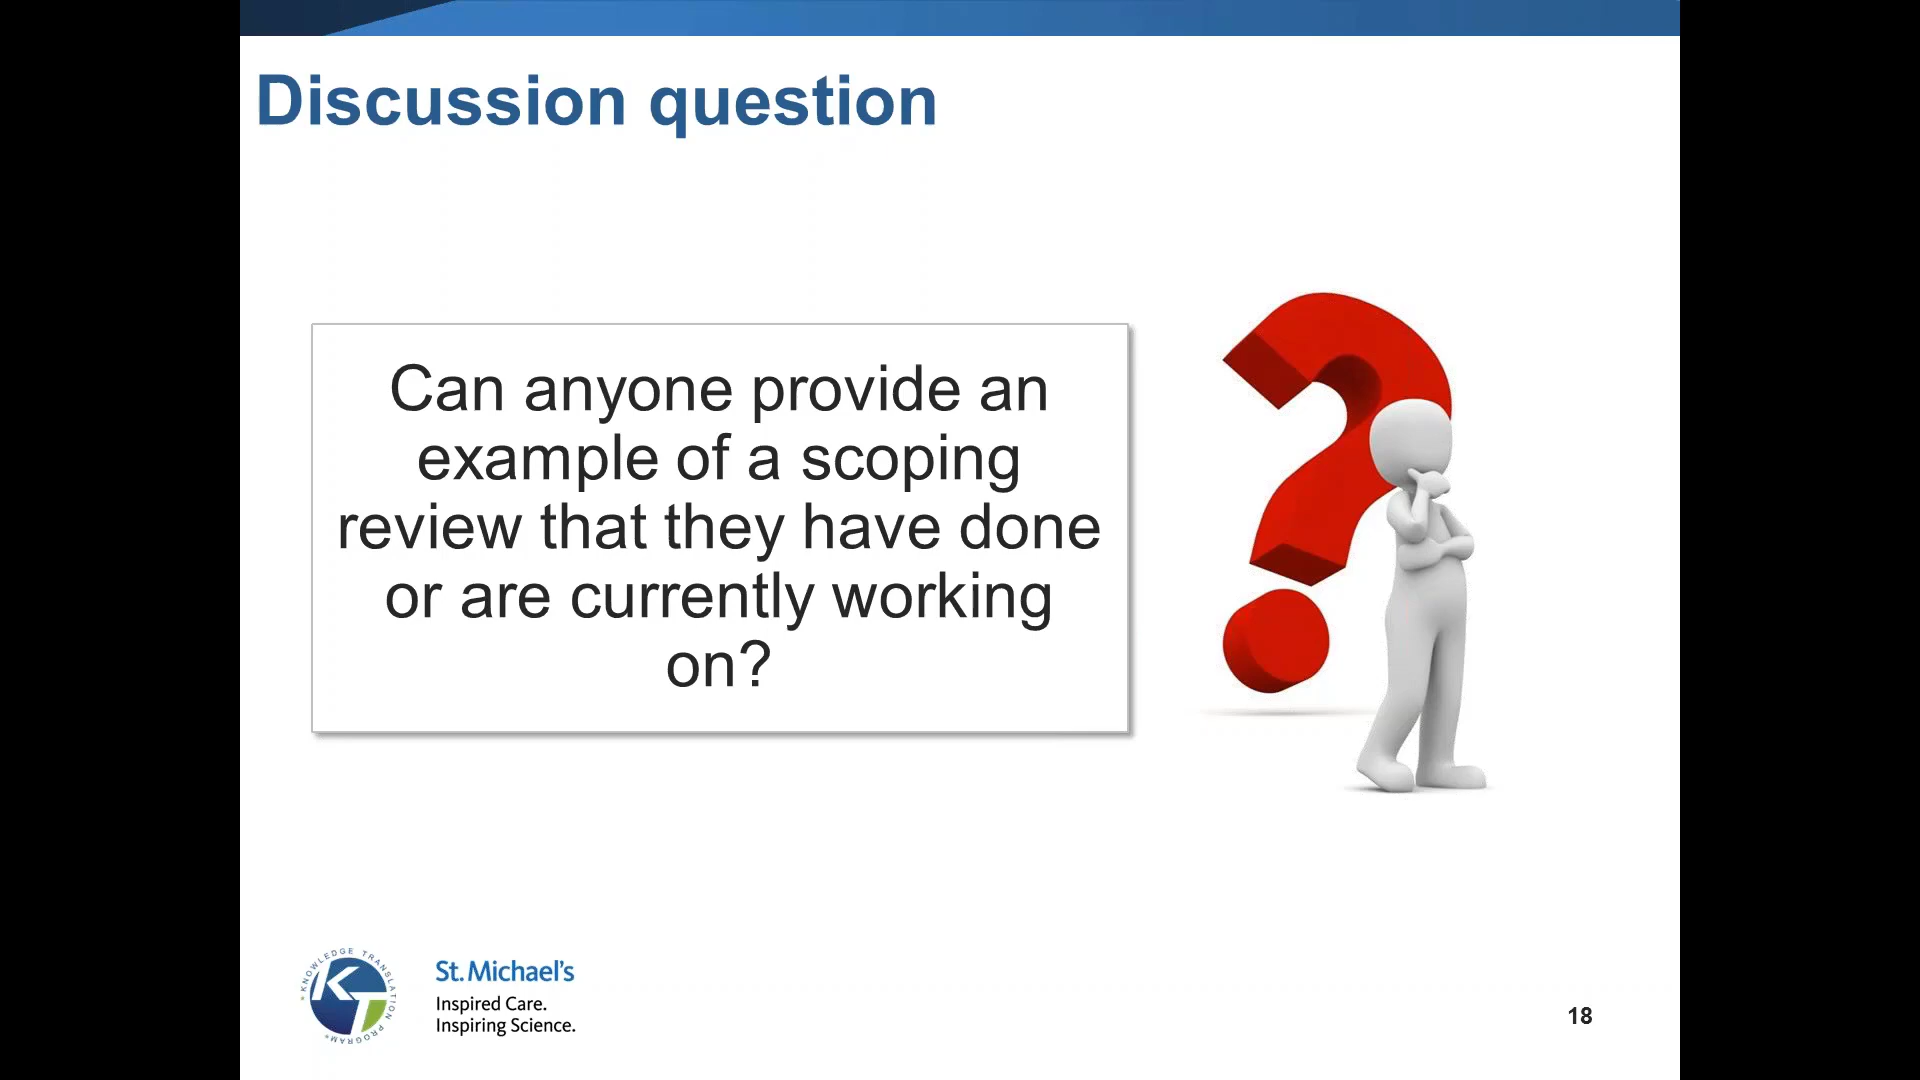 Discussion question
Can anyone provide an
example of a scoping
review that they have done
or are currently working
on?
KNOWLEDGE TRANSLATION PROGRAM
KT
St. Michael's
Inspired Care.
Inspiring Science.
18